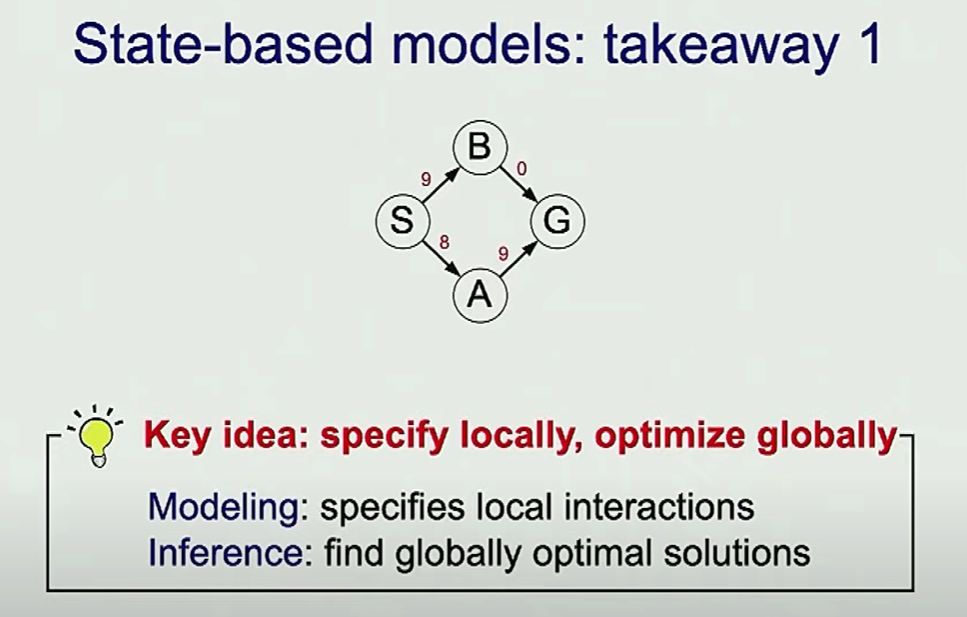 State-based models: takeaway 1
B
9
0
S
G
8
9
A
Key idea: specify locally, optimize globally
Modeling: specifies local interactions
Inference: find globally optimal solutions